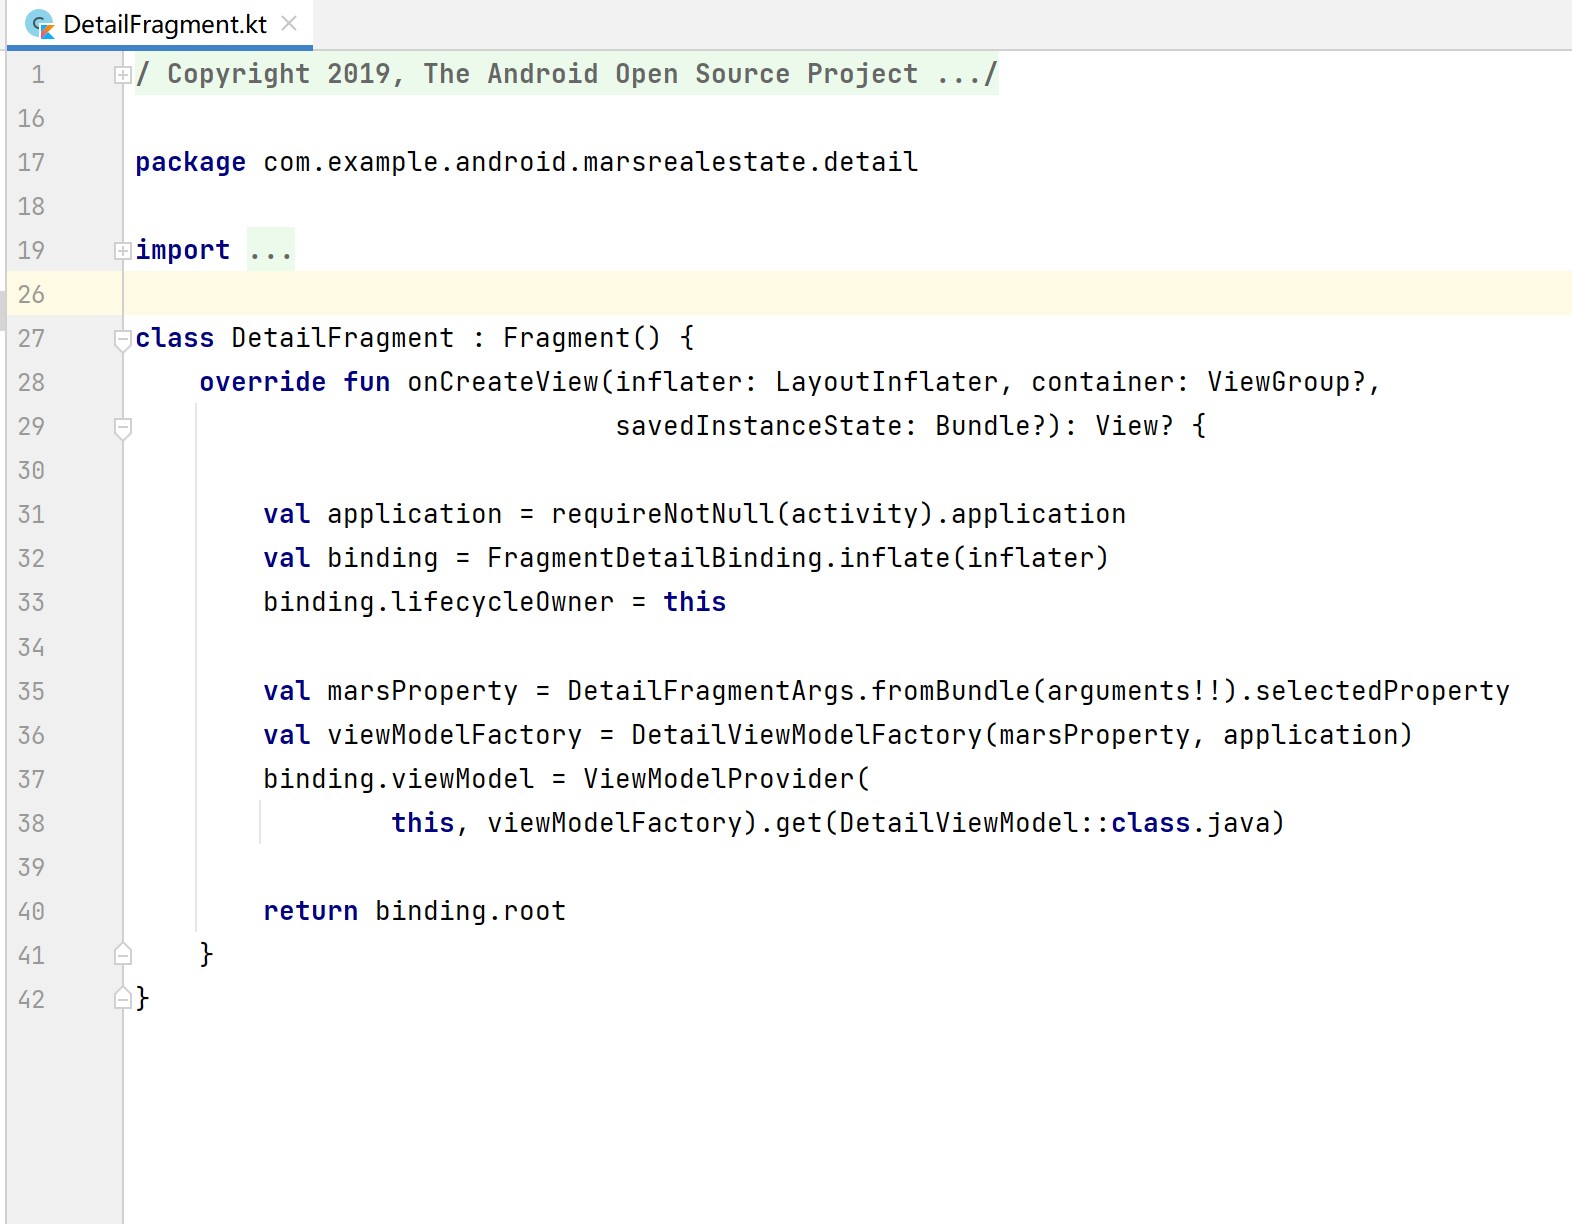 DetailFragment.kt
1 / Copyright 2019, The Android Open Source Project .../
16
17 package com.example.android.marsrealestate.detail
18
19 import ...
26
27 class DetailFragment : Fragment() {
28     override fun onCreateView(inflater: LayoutInflater, container: ViewGroup?,
29                               savedInstanceState: Bundle?): View? {
30
31         val application = requireNotNull(activity).application
32         val binding = FragmentDetailBinding.inflate(inflater)
33         binding.lifecycleOwner = this
34
35         val marsProperty = DetailFragmentArgs.fromBundle(arguments!!).selectedProperty
36         val viewModelFactory = DetailViewModelFactory(marsProperty, application)
37         binding.viewModel = ViewModelProvider(
38                 this, viewModelFactory).get(DetailViewModel::class.java)
39
40         return binding.root
41     }
42 }